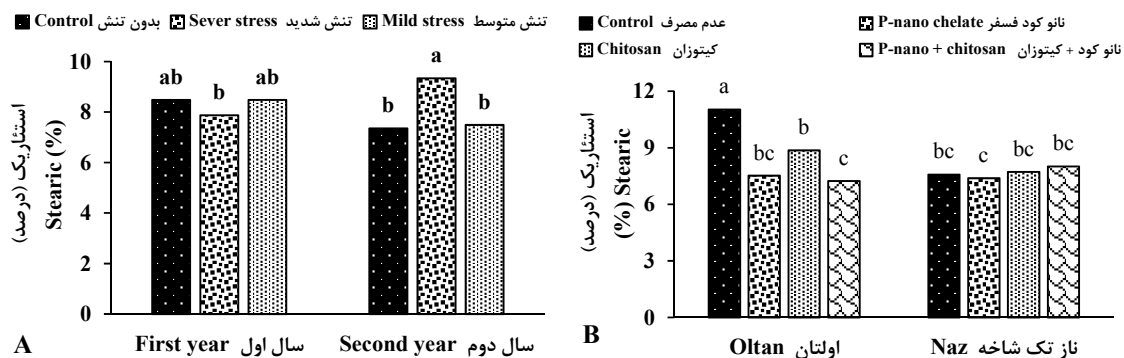 Control بدون تنش Sever stress تنش شدید Mild stress تنش متوسط
استئاریک (درصد)
Stearic (%)
10
8
6
4
2
0
ab
b
ab
b
a
b
First year سال اول
Second year سال دوم
A
Control عدم مصرف
P-nano chelate نانو کود فسفر
Chitosan کیتوزان
P-nano + chitosan نانو کود + کیتوزان
استئاریک (درصد)
(%) Stearic
12
9
6
3
0
a
bc
b
c
bc
c
bc
bc
Oltan اولتان
Naz ناز تک شاخه
B